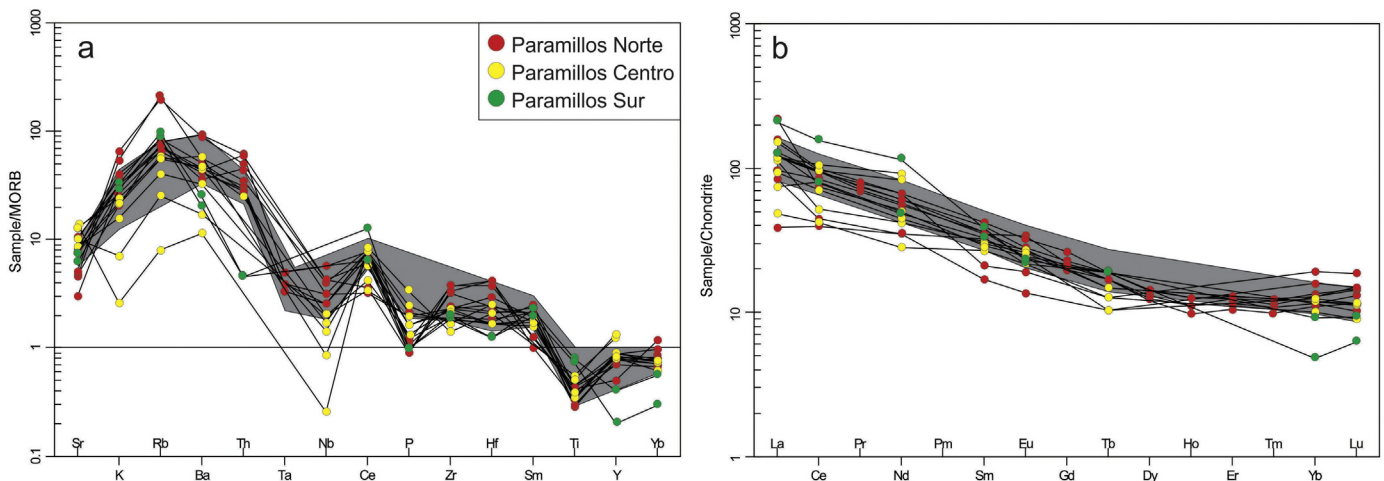 a
Paramillos Norte
Paramillos Centro
Paramillos Sur
Sample/MORB
1000
100
10
1
0.1
Sr Rb Th Nb P Hf Ti Yb
K Ba Ta Ce Zr Sm Y
b
Sample/Chondrite
1000
100
10
1
La Pr Pm Eu Tb Ho Tm Lu
Ce Nd Sm Gd Dy Er Yb